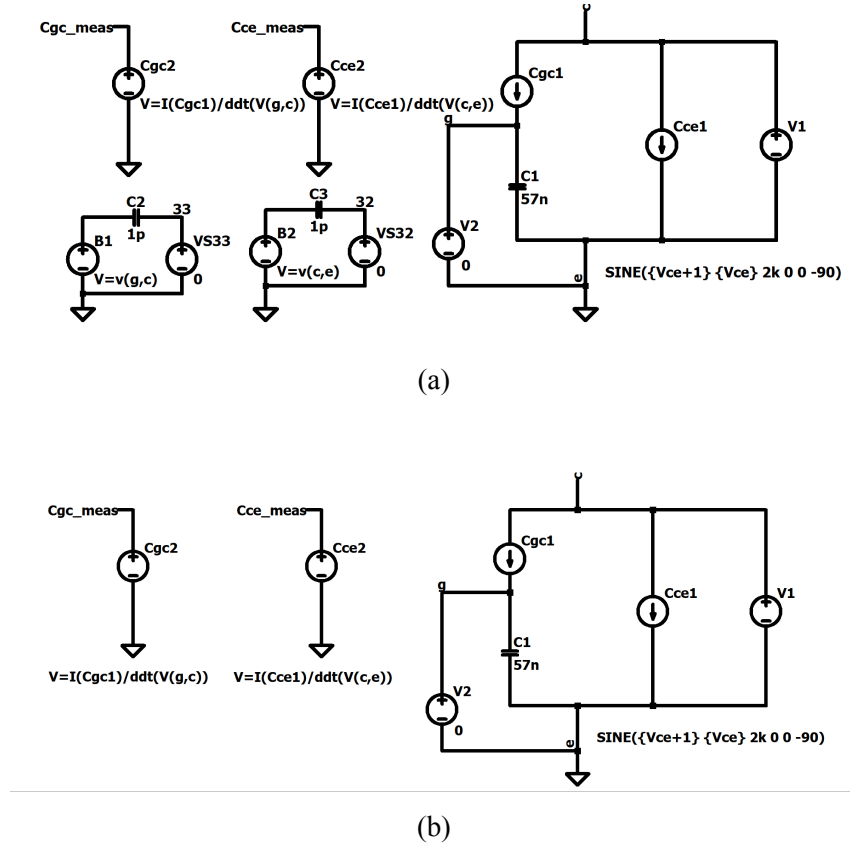 c
Cgc_meas
Cgc2
V=I(Cgc1)/ddt(V(g,c))
Cce_meas
Cce2
V=I(Cce1)/ddt(V(c,e))
Cgc1
g
Cce1
V1
C1
57n
V2
0
e
SINE({Vce+1} {Vce} 2k 0 0 -90)
C2
33
1p
B1
V=v(g,c)
VS33
0
C3
32
1p
B2
V=v(c,e)
VS32
0
(a)
c
Cgc_meas
Cgc2
V=I(Cgc1)/ddt(V(g,c))
Cce_meas
Cce2
V=I(Cce1)/ddt(V(c,e))
Cgc1
g
Cce1
V1
C1
57n
V2
0
e
SINE({Vce+1} {Vce} 2k 0 0 -90)
(b)